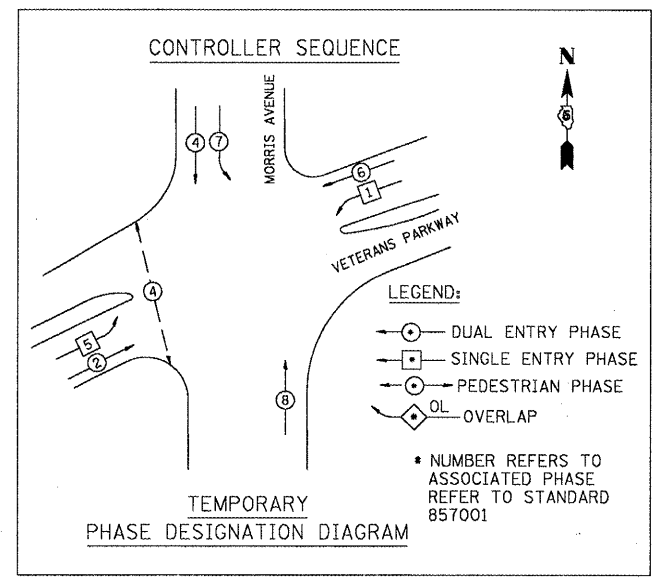 CONTROLLER SEQUENCE
N
MORRIS AVENUE
4
7
6
1
VETERANS PARKWAY
4
5
2
8
LEGEND:
* DUAL ENTRY PHASE
* SINGLE ENTRY PHASE
* PEDESTRIAN PHASE
* OL OVERLAP
* NUMBER REFERS TO
ASSOCIATED PHASE
REFER TO STANDARD
857001
TEMPORARY
PHASE DESIGNATION DIAGRAM